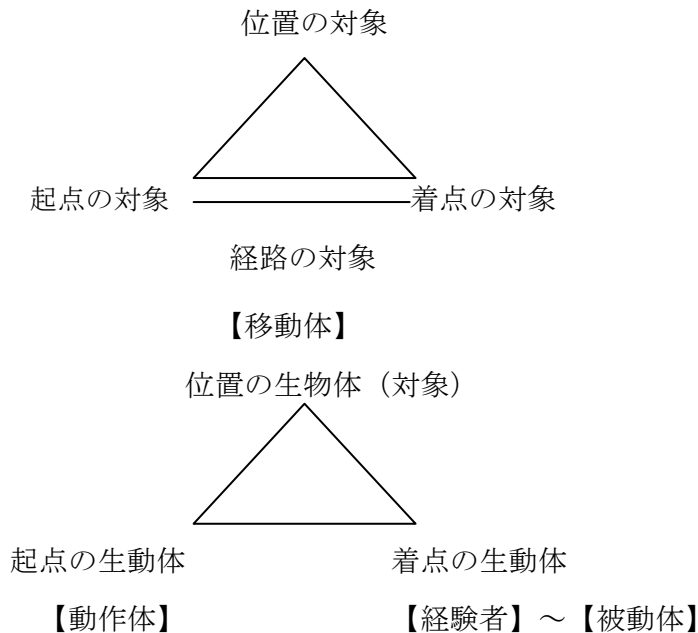 位置の対象
起点の対象 着点の対象
経路の対象
【移動体】
位置の生物体（対象）
起点の生動体 着点の生動体
【動作体】 【経験者】～【被動体】